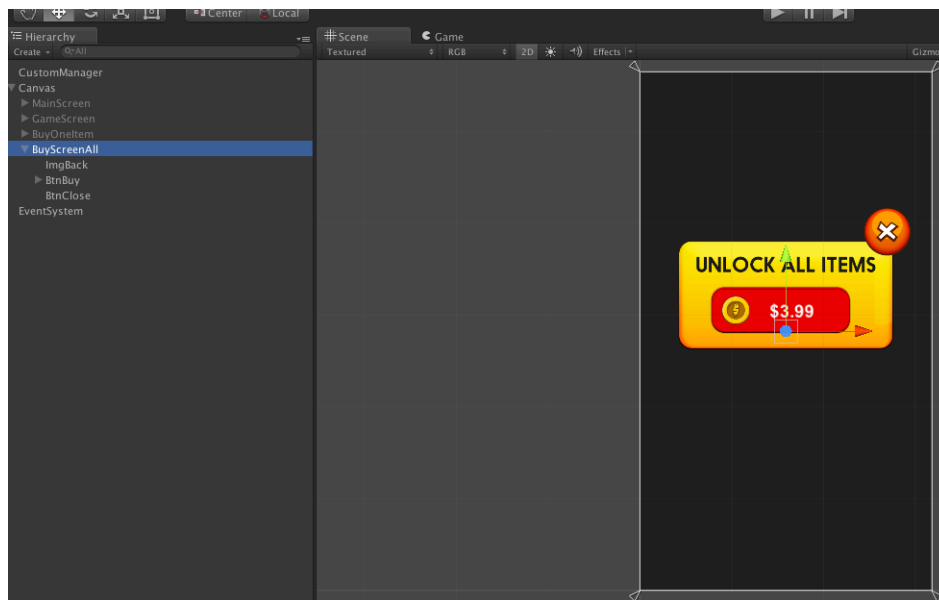 Center Local
Hierarchy
Create All
CustomManager
Canvas
MainScreen
GameScreen
BuyOneItem
BuyScreenAll
ImgBack
BtnBuy
BtnClose
EventSystem
Scene Game
Textured RGB 2D Effects Gizmo
UNLOCK ALL ITEMS
$3.99